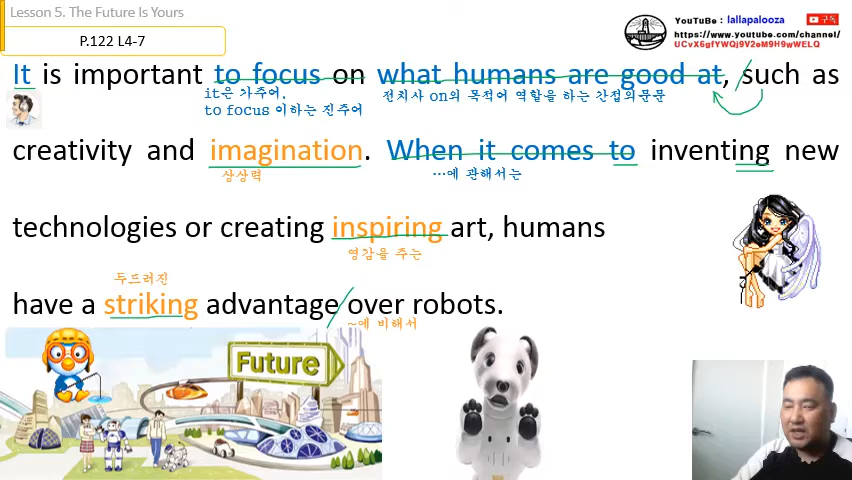 Lesson 5. The Future Is Yours
P.122 L4-7
YouTuBe : lallapalooza
구독
https://www.youtube.com/channel/
UCvX6gfYWQj9V2eM9H9wWELQ
It is important to focus on what humans are good at, such as
it은 가주어,
to focus 이하는 진주어
전치사 on의 목적어 역할을 하는 간접의문문
creativity and imagination. When it comes to inventing new
상상력
…에 관해서는
technologies or creating inspiring art, humans
영감을 주는
두드러진
have a striking advantage over robots.
~에 비해서
Future